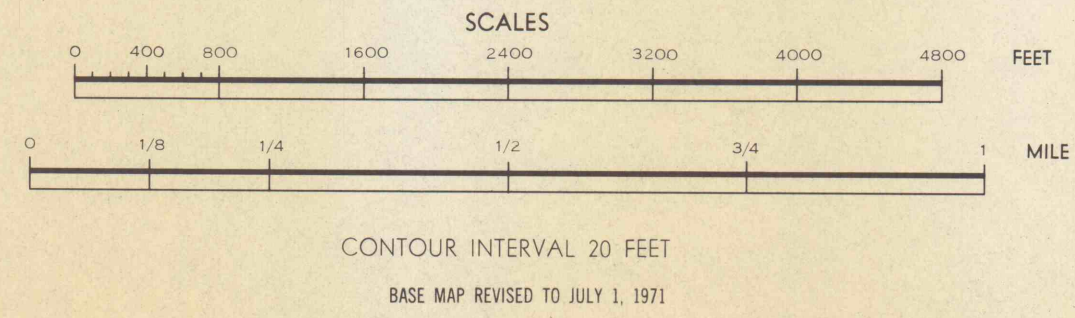 SCALES
0 400 800 1600 2400 3200 4000 4800 FEET
0 1/8 1/4 1/2 3/4 1 MILE
CONTOUR INTERVAL 20 FEET
BASE MAP REVISED TO JULY 1, 1971